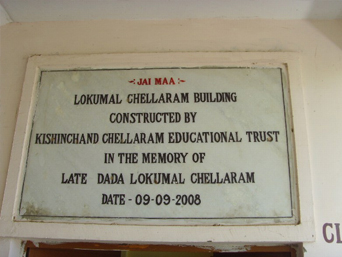 JAI MAA
LOKUMAL CHELLARAM BUILDING
CONSTRUCTED BY
KISHINCHAND CHELLARAM EDUCATIONAL TRUST
IN THE MEMORY OF
LATE DADA LOKUMAL CHELLARAM
DATE - 09-09-2008